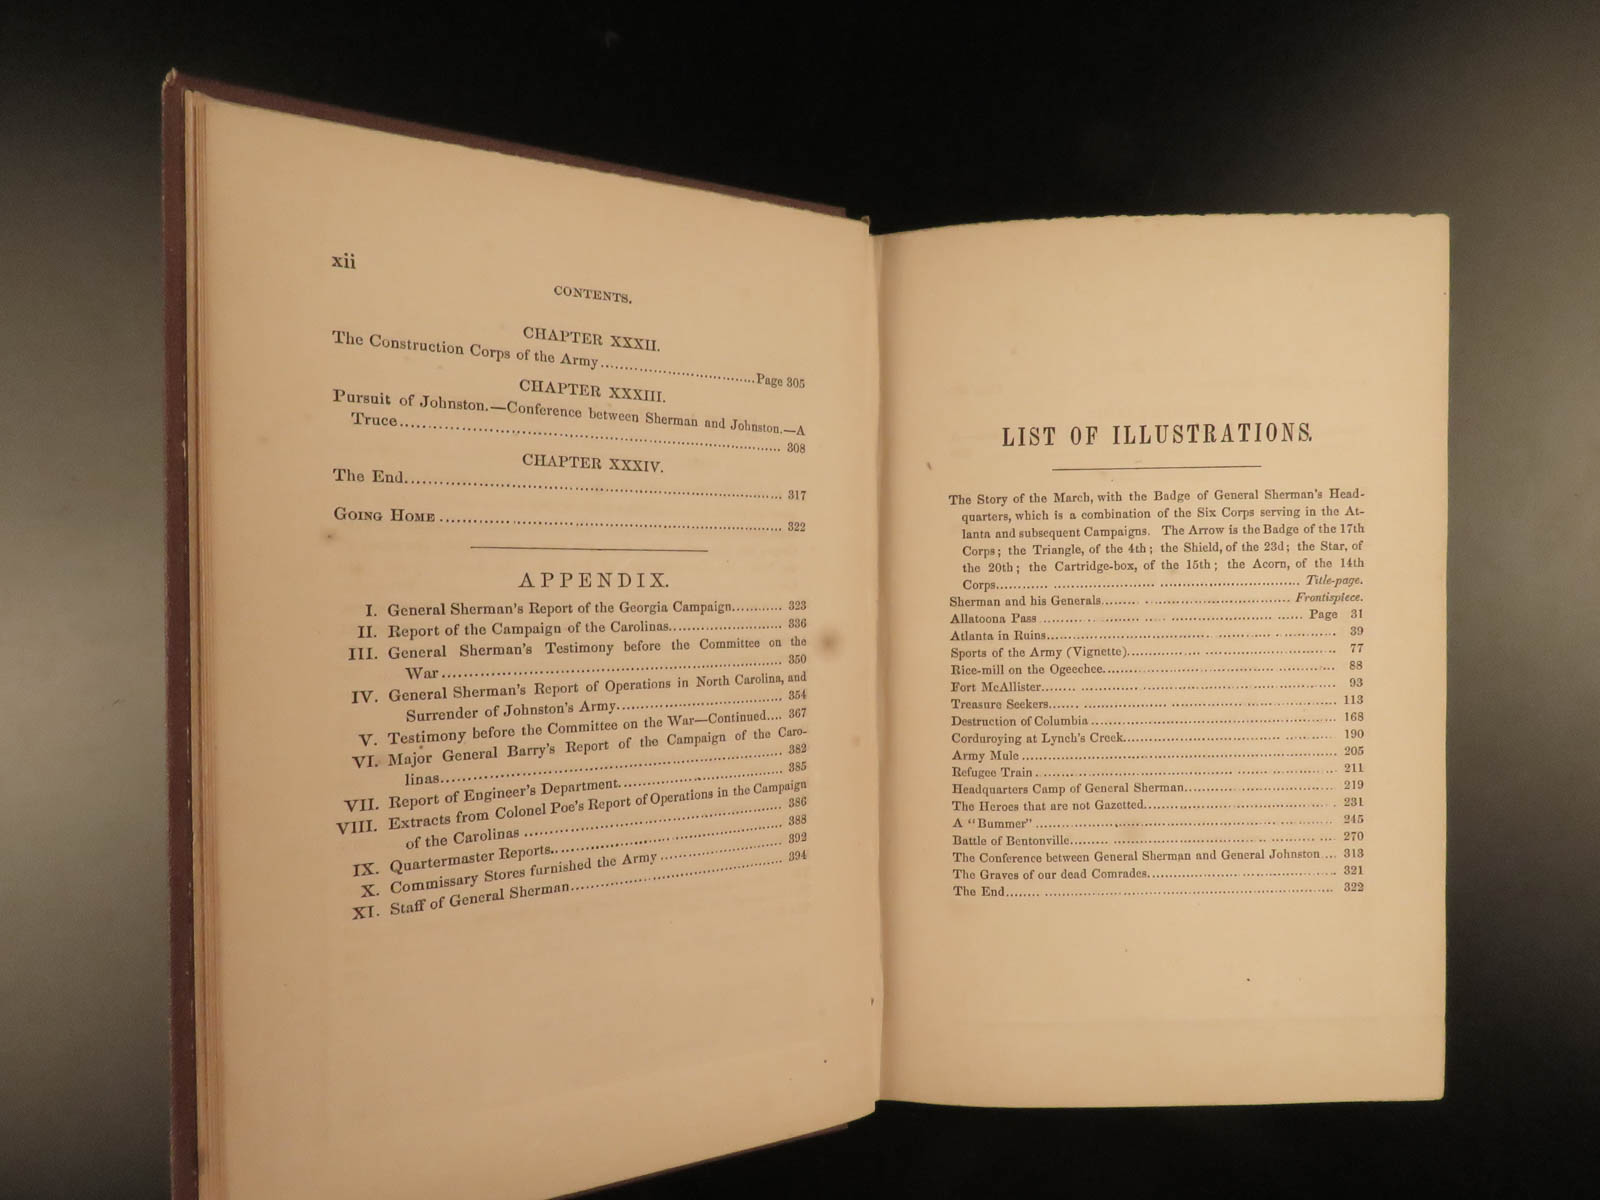 xii
CONTENTS.
CHAPTER XXXII.
The Construction Corps of the Army..............................Page 305
CHAPTER XXXIII.
Pursuit of Johnston.—Conference between Sherman and Johnston.—A
Truce.............................................................. 308
CHAPTER XXXIV.
The End.............................................................. 317
GOING HOME .............................................................. 322
APPENDIX.
I. General Sherman's Report of the Georgia Campaign............ 323
II. Report of the Campaign of the Carolinas......................... 336
III. General Sherman's Testimony before the Committee on the
War.............................................................. 350
IV. General Sherman's Report of Operations in North Carolina, and
Surrender of Johnston's Army................................... 354
V. Testimony before the Committee on the War—Continued.... 367
VI. Major General Barry's Report of the Campaign of the Caro-
linas.............................................................. 382
VII. Report of Engineer's Department................................... 385
VIII. Extracts from Colonel Poe's Report of Operations in the Campaign
of the Carolinas .................................................. 386
IX. Quartermaster Reports.................................................. 388
X. Commissary Stores furnished the Army ......................... 392
XI. Staff of General Sherman............................................. 394
LIST OF ILLUSTRATIONS.
The Story of the March, with the Badge of General Sherman's Head-
quarters, which is a combination of the Six Corps serving in the At-
lanta and subsequent Campaigns. The Arrow is the Badge of the 17th
Corps; the Triangle, of the 4th; the Shield, of the 23d; the Star, of
the 20th; the Cartridge-box, of the 15th; the Acorn, of the 14th
Corps.............................................................. Title-page.
Sherman and his Generals........................................ Frontispiece.
Allatoona Pass .................................................. Page 31
Atlanta in Ruins.................................................. 39
Sports of the Army (Vignette)................................... 77
Rice-mill on the Ogeechee........................................ 88
Fort McAllister.................................................. 93
Treasure Seekers.................................................. 113
Destruction of Columbia ........................................ 168
Corduroying at Lynch's Creek................................... 190
Army Mule ....................................................... 205
Refugee Train .................................................. 211
Headquarters Camp of General Sherman......................... 219
The Heroes that are not Gazetted.............................. 231
A "Bummer" ....................................................... 245
Battle of Bentonville............................................. 270
The Conference between General Sherman and General Johnston.... 313
The Graves of our dead Comrades.............................. 321
The End............................................................ 322